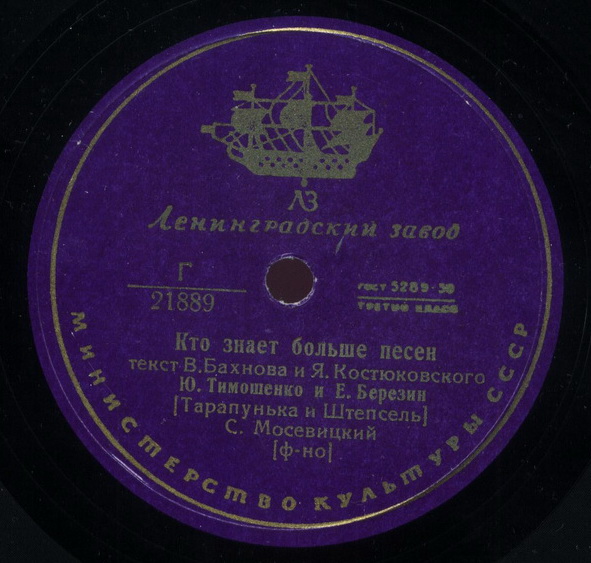 ЛЗ
Ленинградский завод
Г
21889
ГОСТ 5289-50
ТРЕТИЙ КЛАСС
Кто знает больше песен
текст В.Бахнова и Я.Костюковского
Ю. Тимошенко и Е. Березин
[Тарапунька и Штепсель]
С. Мосевицкий
[ф-но]
МИНИСТЕРСТВО КУЛЬТУРЫ СССР